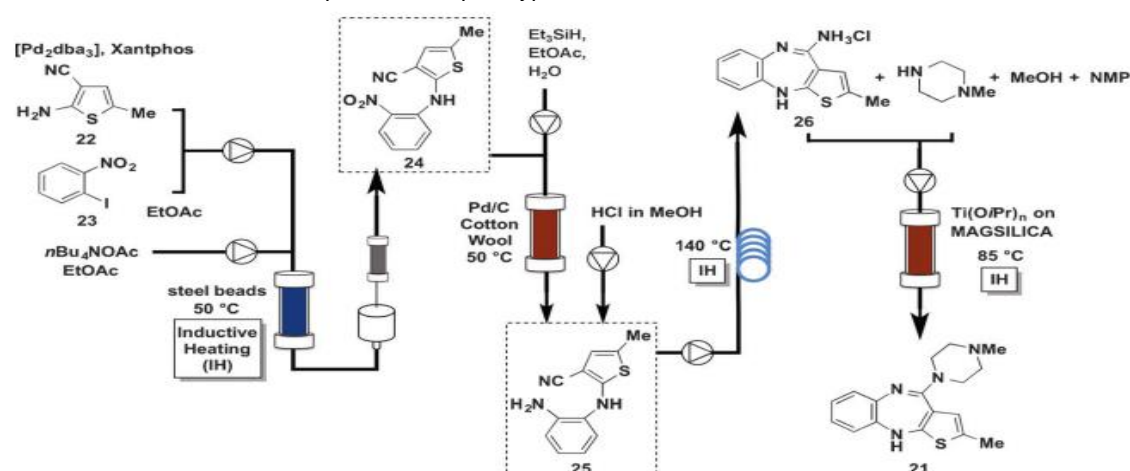 [Pd2dba3], Xantphos
NC
H2N
S
Me
22
NO2
I
23
EtOAc
nBu4NOAc
EtOAc
steel beads
50 °C
Inductive
Heating
(IH)
Me
S
NC
NH
O2N
24
Et3SiH,
EtOAc,
H2O
Pd/C
Cotton
Wool
50 °C
HCl in MeOH
Me
S
NC
NH
H2N
25
140 °C
IH
NH3Cl
N
N
H
S
Me
26
+
HN
NMe
+ MeOH + NMP
Ti(OiPr)n on
MAGSILICA
85 °C
IH
NMe
N
N
N
H
S
Me
21